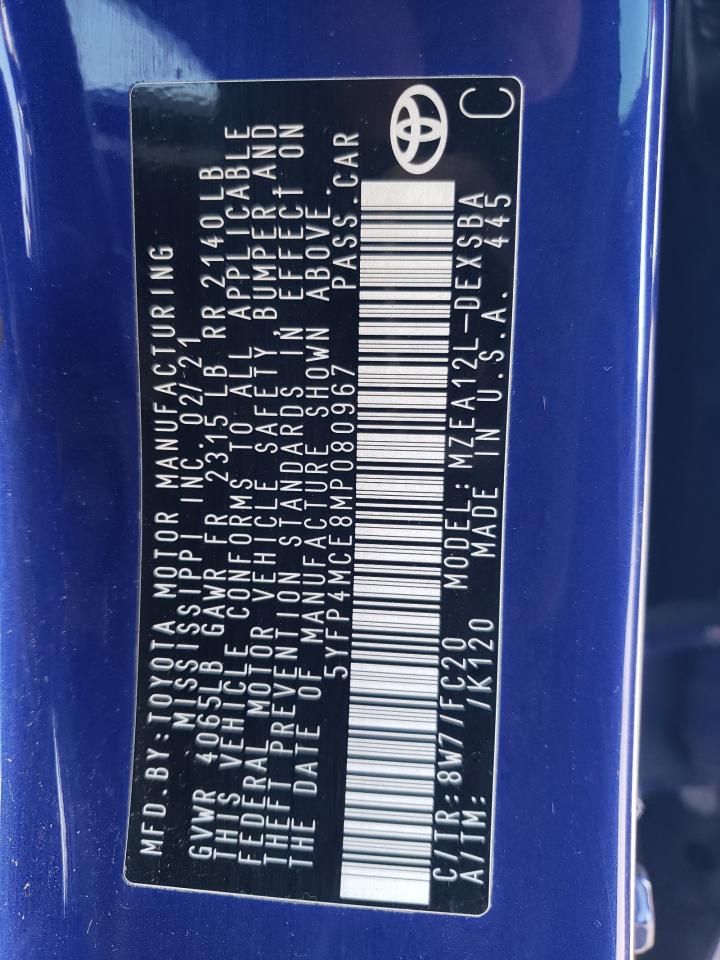 MFD.BY:TOYOTA MOTOR MANUFACTURING
MISSISSIPPI INC. 02/21
GVWR 4065LB GAWR FR 2315 LB RR 2140LB
THIS VEHICLE CONFORMS TO ALL APPLICABLE
FEDERAL MOTOR VEHICLE SAFETY, BUMPER AND
THEFT PREVENTION STANDARDS IN EFFECT ON
THE DATE OF MANUFACTURE SHOWN ABOVE.
5YFP4MCE8MP080967 PASS.CAR
C/TR:8W7/FC20 MODEL:MZEA12L-DEXSBA
A/TM: /K120 MADE IN U.S.A. 445
C